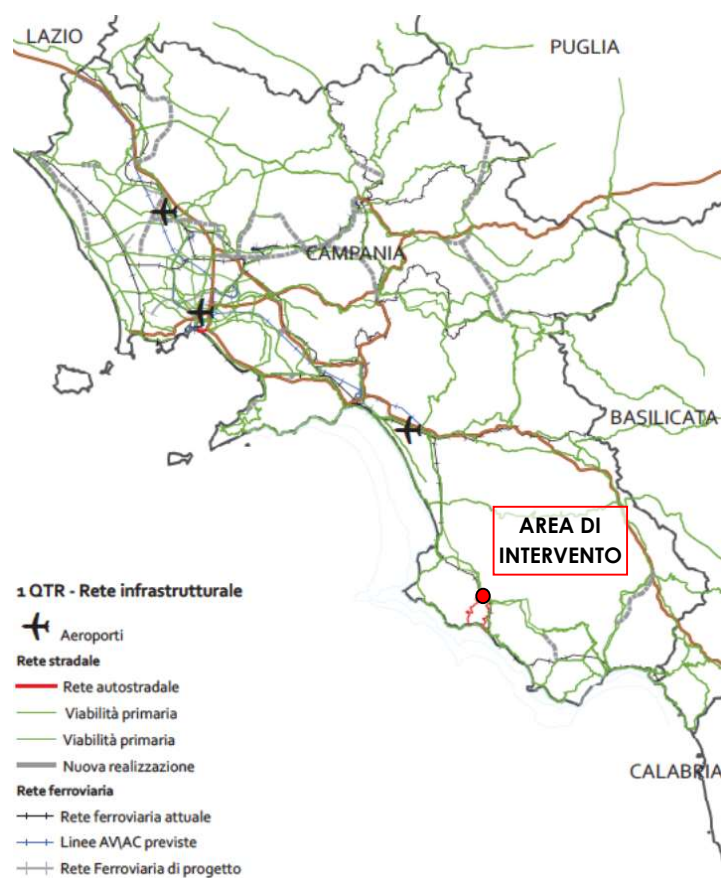 LAZIO
PUGLIA
CAMPANIA
BASILICATA
AREA DI
INTERVENTO
1 QTR - Rete infrastrutturale
Aeroporti
Rete stradale
Rete autostradale
Viabilità primaria
Viabilità primaria
Nuova realizzazione
Rete ferroviaria
Rete ferroviaria attuale
Linee AV\AC previste
Rete Ferroviaria di progetto
CALABRIA